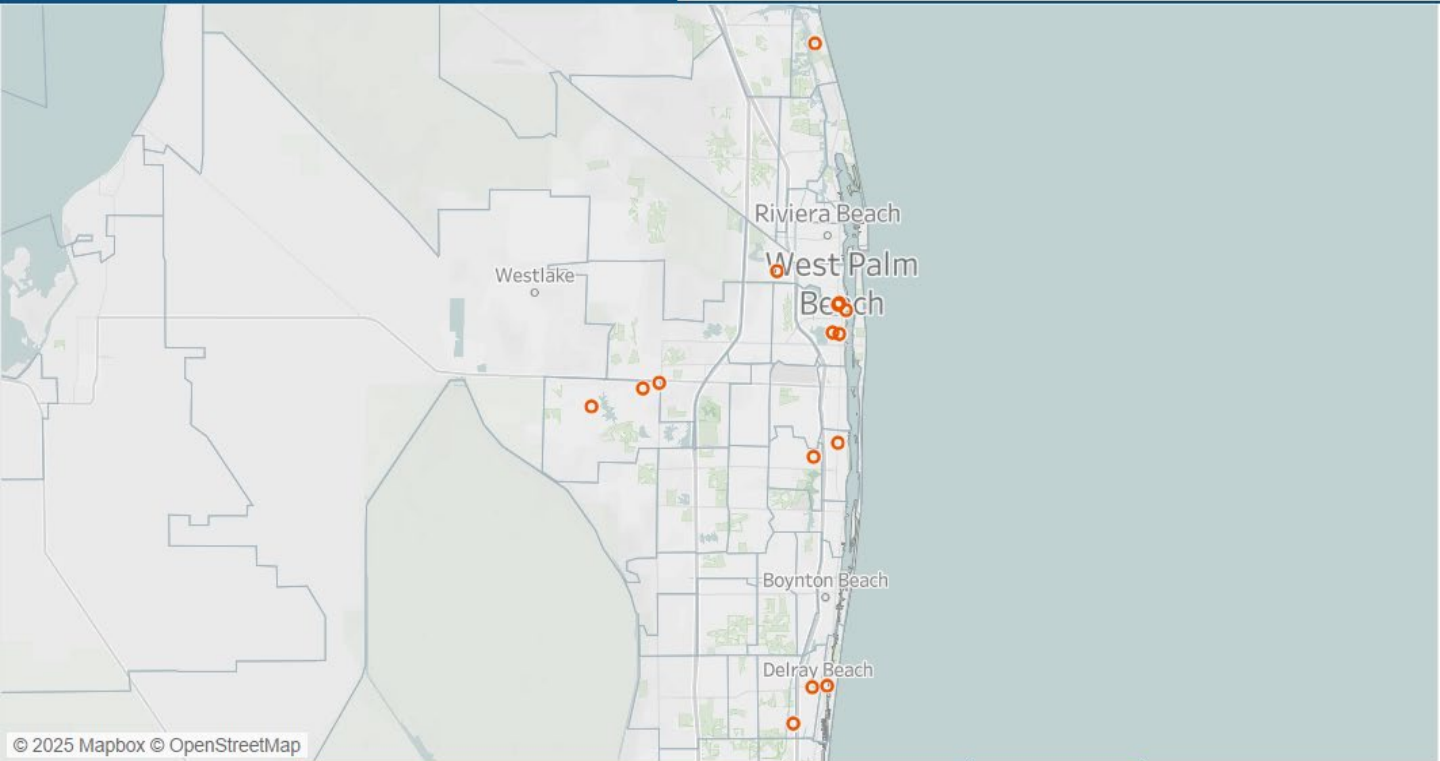 Riviera Beach
West Palm
Beach
Westlake
Boynton Beach
Delray Beach
© 2025 Mapbox © OpenStreetMap